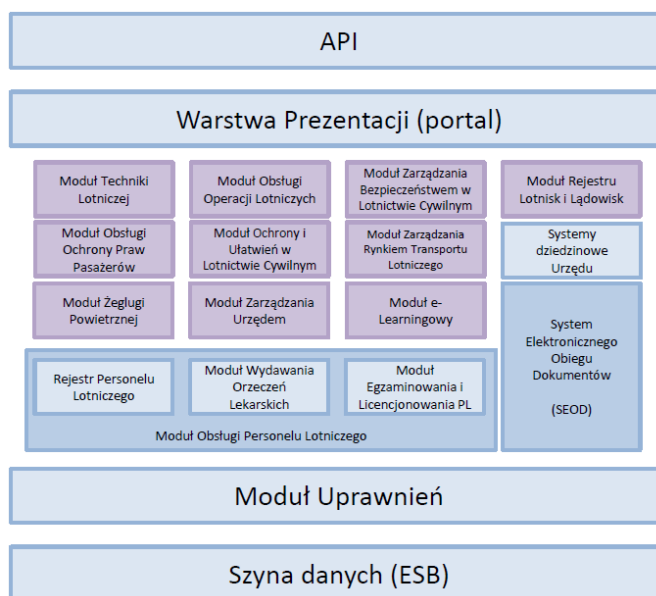 API
Warstwa Prezentacji (portal)
Moduł Techniki
Lotniczej
Moduł Obsługi
Operacji Lotniczych
Moduł Zarządzania
Bezpieczeństwem w
Lotnictwie Cywilnym
Moduł Rejestru
Lotnisk i Lądowisk
Moduł Obsługi
Ochrony Praw
Pasażerów
Moduł Ochrony i
Ułatwień w
Lotnictwie Cywilnym
Moduł Zarządzania
Rynkiem Transportu
Lotniczego
Systemy
dziedzinowe
Urzędu
Moduł Żeglugi
Powietrznej
Moduł Zarządzania
Urzędem
Moduł e-
Learningowy
System
Elektronicznego
Obiegu
Dokumentów
(SEOD)
Rejestr Personelu
Lotniczego
Moduł Wydawania
Orzeczeń
Lekarskich
Moduł
Egzaminowania i
Licencjonowania PL
Moduł Obsługi Personelu Lotniczego
Moduł Uprawnień
Szyna danych (ESB)